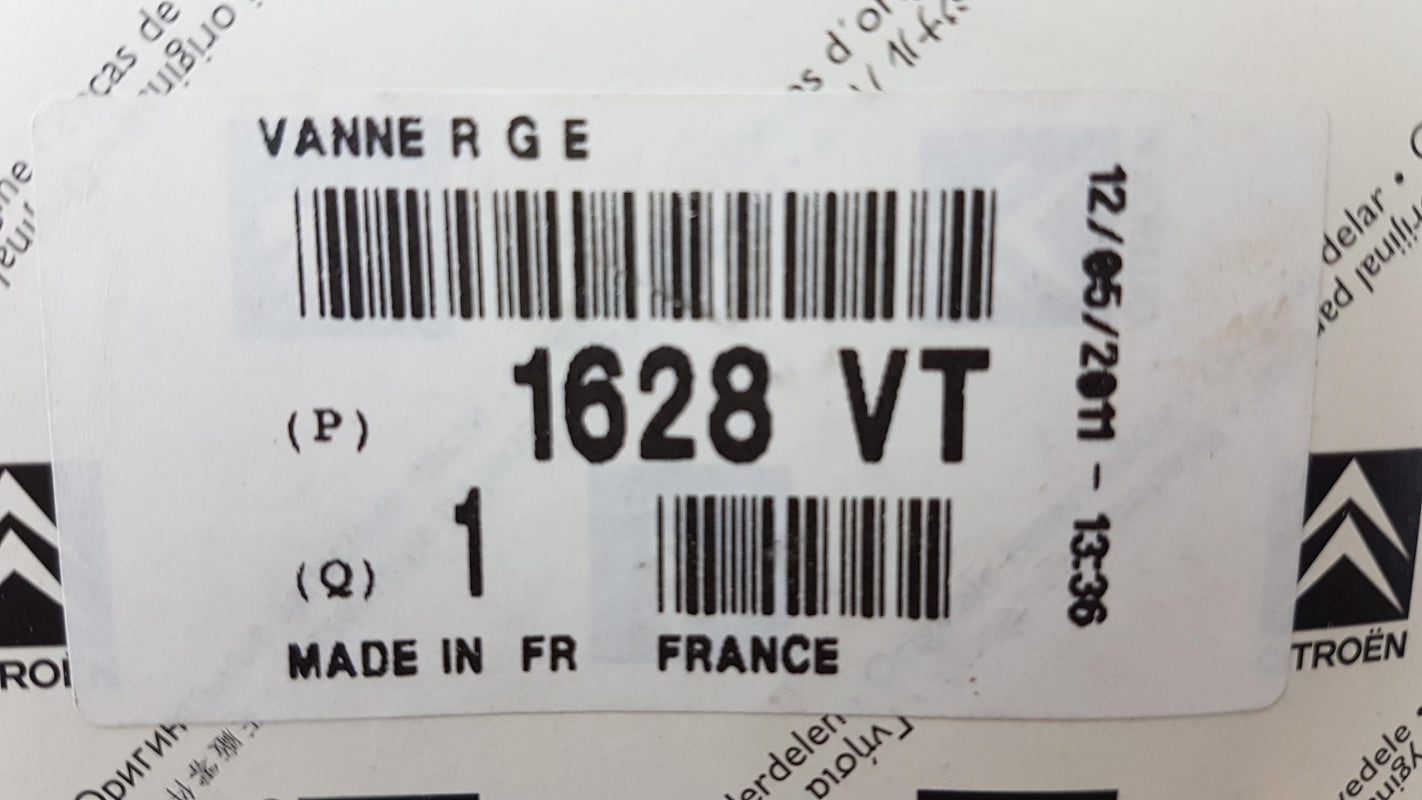 VANNE R G E
(P) 1628 VT
(Q) 1
MADE IN FR FRANCE
12/05/2011 - 13:36
TROËN
delar •